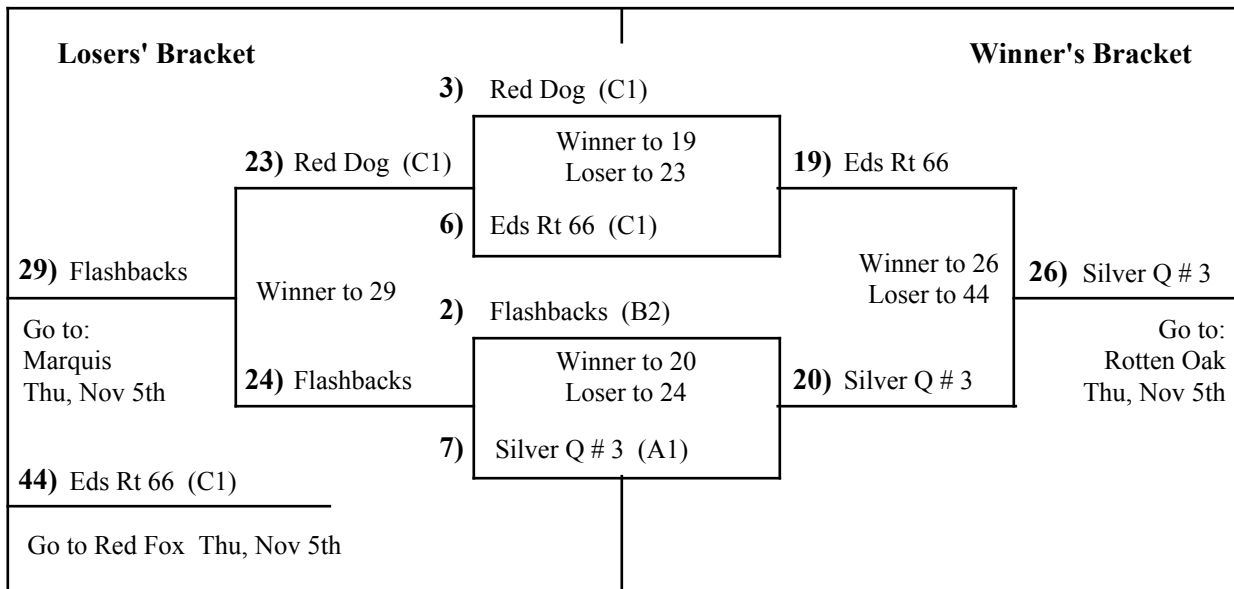 Losers' Bracket
Winner's Bracket
3) Red Dog (C1)
Winner to 19
Loser to 23
23) Red Dog (C1)
19) Eds Rt 66
6) Eds Rt 66 (C1)
29) Flashbacks
Winner to 29
Winner to 26
Loser to 44
26) Silver Q # 3
2) Flashbacks (B2)
Go to:
Marquis
Thu, Nov 5th
Winner to 20
Loser to 24
Go to:
Rotten Oak
Thu, Nov 5th
24) Flashbacks
20) Silver Q # 3
7) Silver Q # 3 (A1)
44) Eds Rt 66 (C1)
Go to Red Fox Thu, Nov 5th